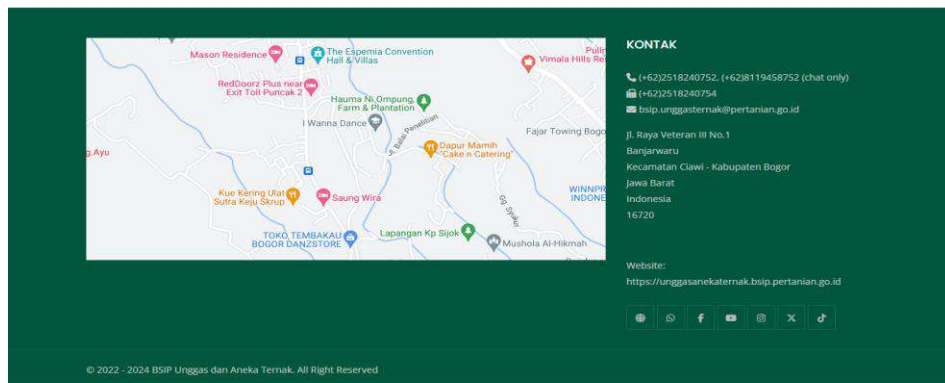 Mason Residence
The Espemia Convention
Hall & Villas
Pullm
Vimala Hills Re
RedDoorz Plus near
Exit Toll Puncak 2
Hauma Ni Ompung,
Farm & Plantation
I Wanna Dance
Jl. Balai Penelitian
Fajar Towing Bogo
g.Ayu
Dapur Mamih
"Cake n Catering"
Kue Kering Ulat
Sutra Keju Skrup
Saung Wira
WINNPR
INDONE
Gg. Syukur
TOKO TEMBAKAU
BOGOR DANZSTORE
Lapangan Kp Sijok
Mushola Al-Hikmah
KONTAK
(+62)2518240752, (+62)8119458752 (chat only)
(+62)2518240754
bsip.unggasternak@pertanian.go.id
Jl. Raya Veteran III No.1
Banjarwaru
Kecamatan Ciawi - Kabupaten Bogor
Jawa Barat
Indonesia
16720
Website:
https://unggasanekaternak.bsip.pertanian.go.id
© 2022 - 2024 BSIP Unggas dan Aneka Ternak. All Right Reserved